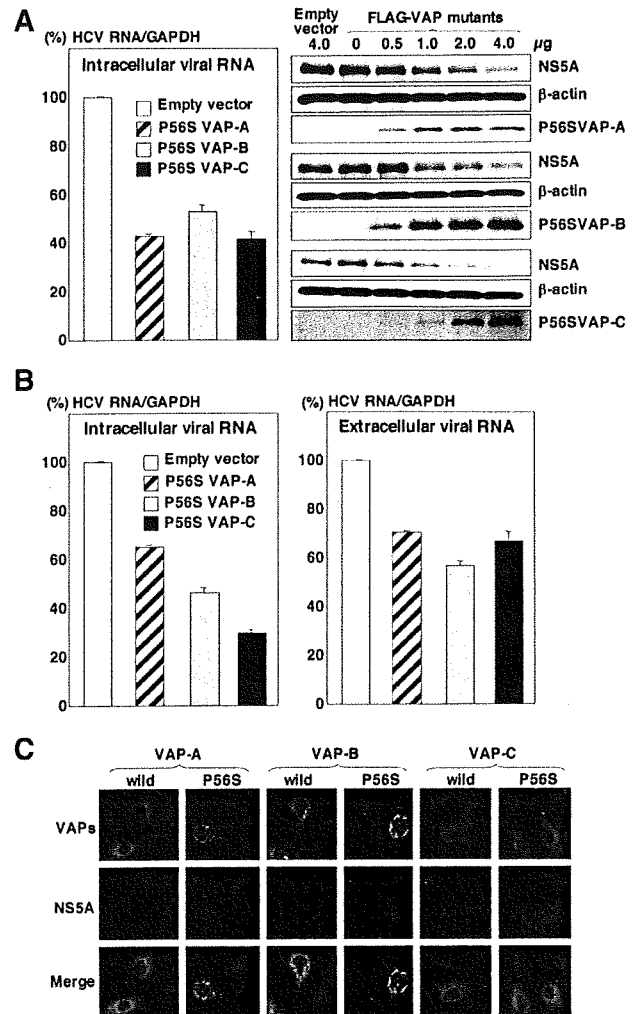 A
(%) HCV RNA/GAPDH
Intracellular viral RNA
Empty vector
P56S VAP-A
P56S VAP-B
P56S VAP-C
100
80
60
40
20
0
Empty vector
FLAG-VAP mutants
4.0 0 0.5 1.0 2.0 4.0 µg
NS5A
β-actin
P56SVAP-A
NS5A
β-actin
P56SVAP-B
NS5A
β-actin
P56SVAP-C
B
(%) HCV RNA/GAPDH
Intracellular viral RNA
Empty vector
P56S VAP-A
P56S VAP-B
P56S VAP-C
100
80
60
40
20
0
(%) HCV RNA/GAPDH
Extracellular viral RNA
100
80
60
40
20
0
C
VAP-A VAP-B VAP-C
wild P56S wild P56S wild P56S
VAPs
NS5A
Merge